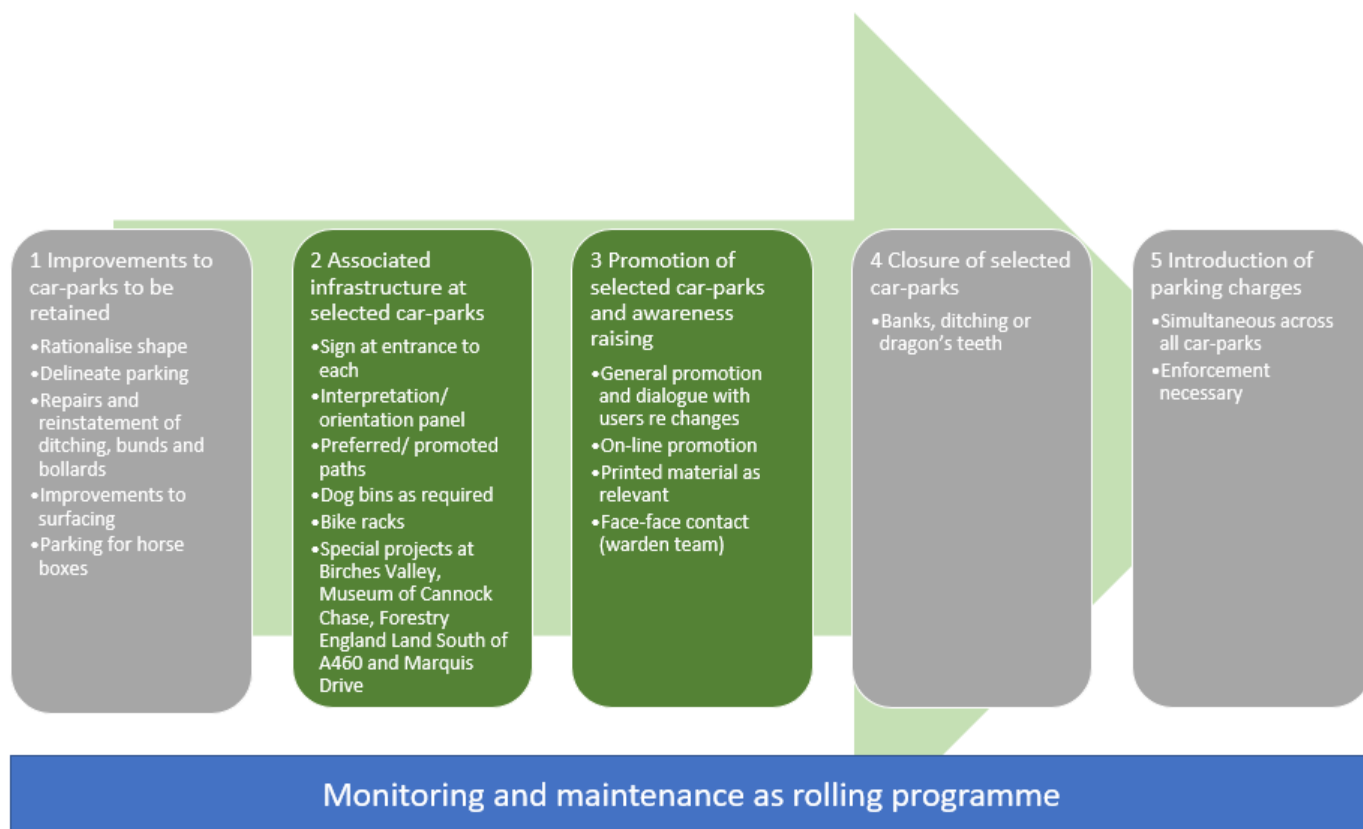 1 Improvements to
car-parks to be
retained
•Rationalise shape
•Delineate parking
•Repairs and
reinstatement of
ditching, bunds and
bollards
•Improvements to
surfacing
•Parking for horse
boxes
2 Associated
infrastructure at
selected car-parks
•Sign at entrance to
each
•Interpretation/
orientation panel
•Preferred/ promoted
paths
•Dog bins as required
•Bike racks
•Special projects at
Birches Valley,
Museum of Cannock
Chase, Forestry
England Land South of
A460 and Marquis
Drive
3 Promotion of
selected car-parks
and awareness
raising
•General promotion
and dialogue with
users re changes
•On-line promotion
•Printed material as
relevant
•Face-face contact
(warden team)
4 Closure of selected
car-parks
•Banks, ditching or
dragon's teeth
5 Introduction of
parking charges
•Simultaneous across
all car-parks
•Enforcement
necessary
Monitoring and maintenance as rolling programme